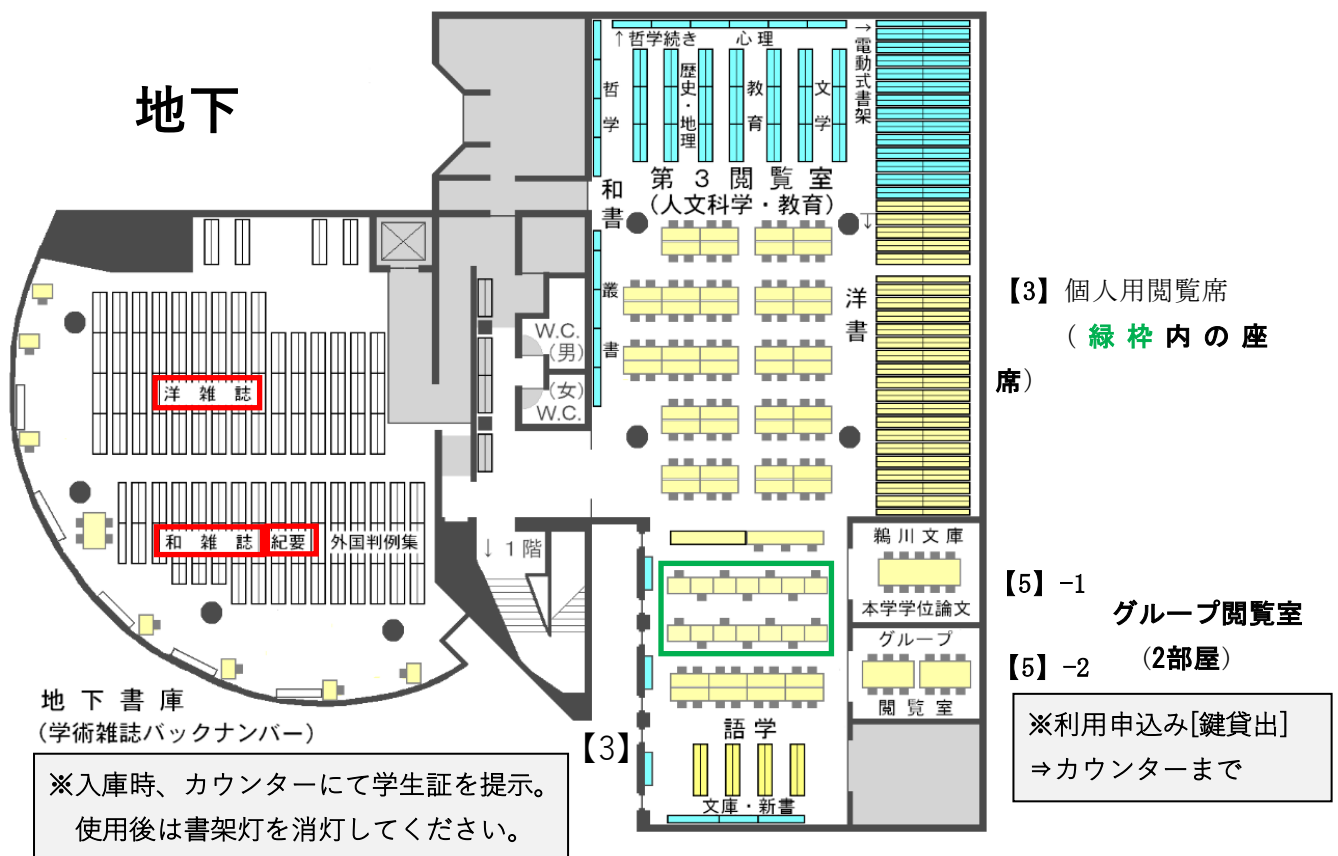 地下
↑哲学続き
心理
→電動式書架
哲学
歴史・地理
教育
文学
和書
第３閲覧室
(人文科学・教育)
叢書
洋書
W.C.
(男)
(女)
W.C.
洋雑誌
和雑誌
紀要
外国判例集
↓１階
【3】個人用閲覧席
(緑枠内の座
席)
鵜川文庫
本学学位論文
グループ
閲覧室
【5】-1
グループ閲覧室
(2部屋)
【5】-2
※利用申込み[鍵貸出]
⇒カウンターまで
地下書庫
(学術雑誌バックナンバー)
※入庫時、カウンターにて学生証を提示。
使用後は書架灯を消灯してください。
【3】
語学
文庫・新書